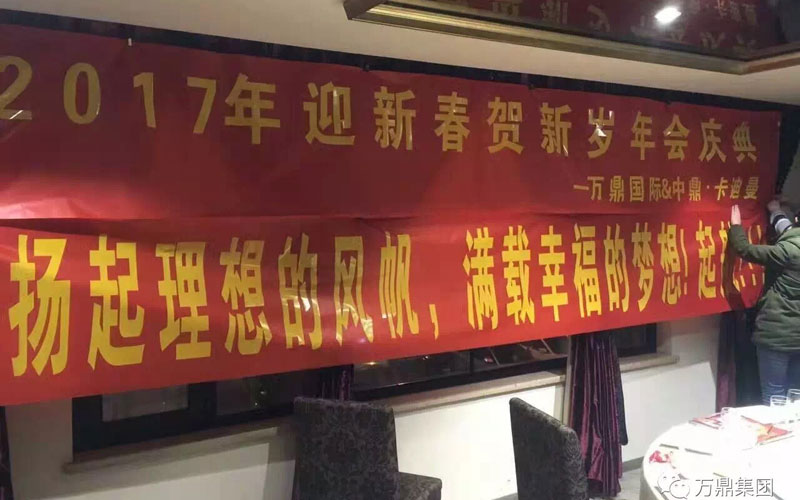 2017年迎新春贺新岁年会庆典
—万鼎国际&中鼎·卡迪曼
扬起理想的风帆，满载幸福的梦想！起
万鼎集团